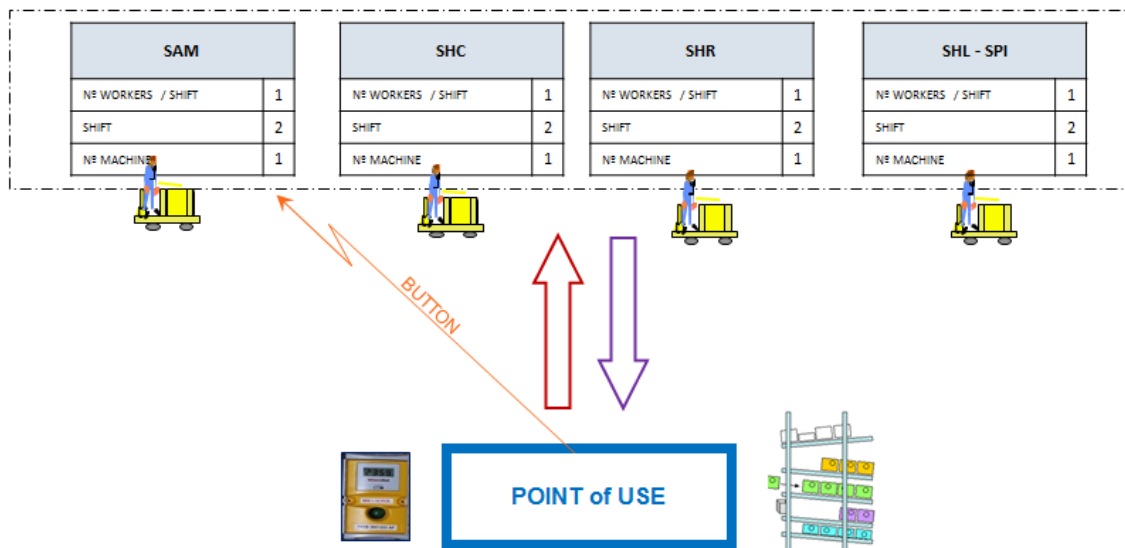 SAM
SHC
SHR
SHL - SPI
Nº WORKERS / SHIFT 1
Nº WORKERS / SHIFT 1
Nº WORKERS / SHIFT 1
Nº WORKERS / SHIFT 1
SHIFT 2
SHIFT 2
SHIFT 2
SHIFT 2
Nº MACHINE 1
Nº MACHINE 1
Nº MACHINE 1
Nº MACHINE 1
BUTTON
POINT of USE